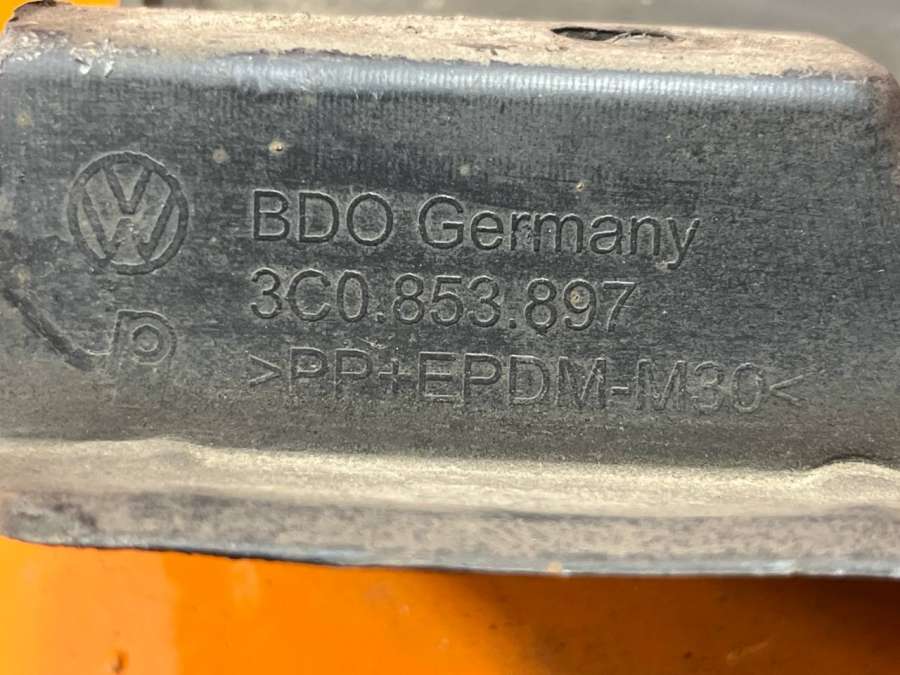 BDO Germany
3C0.853.897
>PP+EPDM-M30<